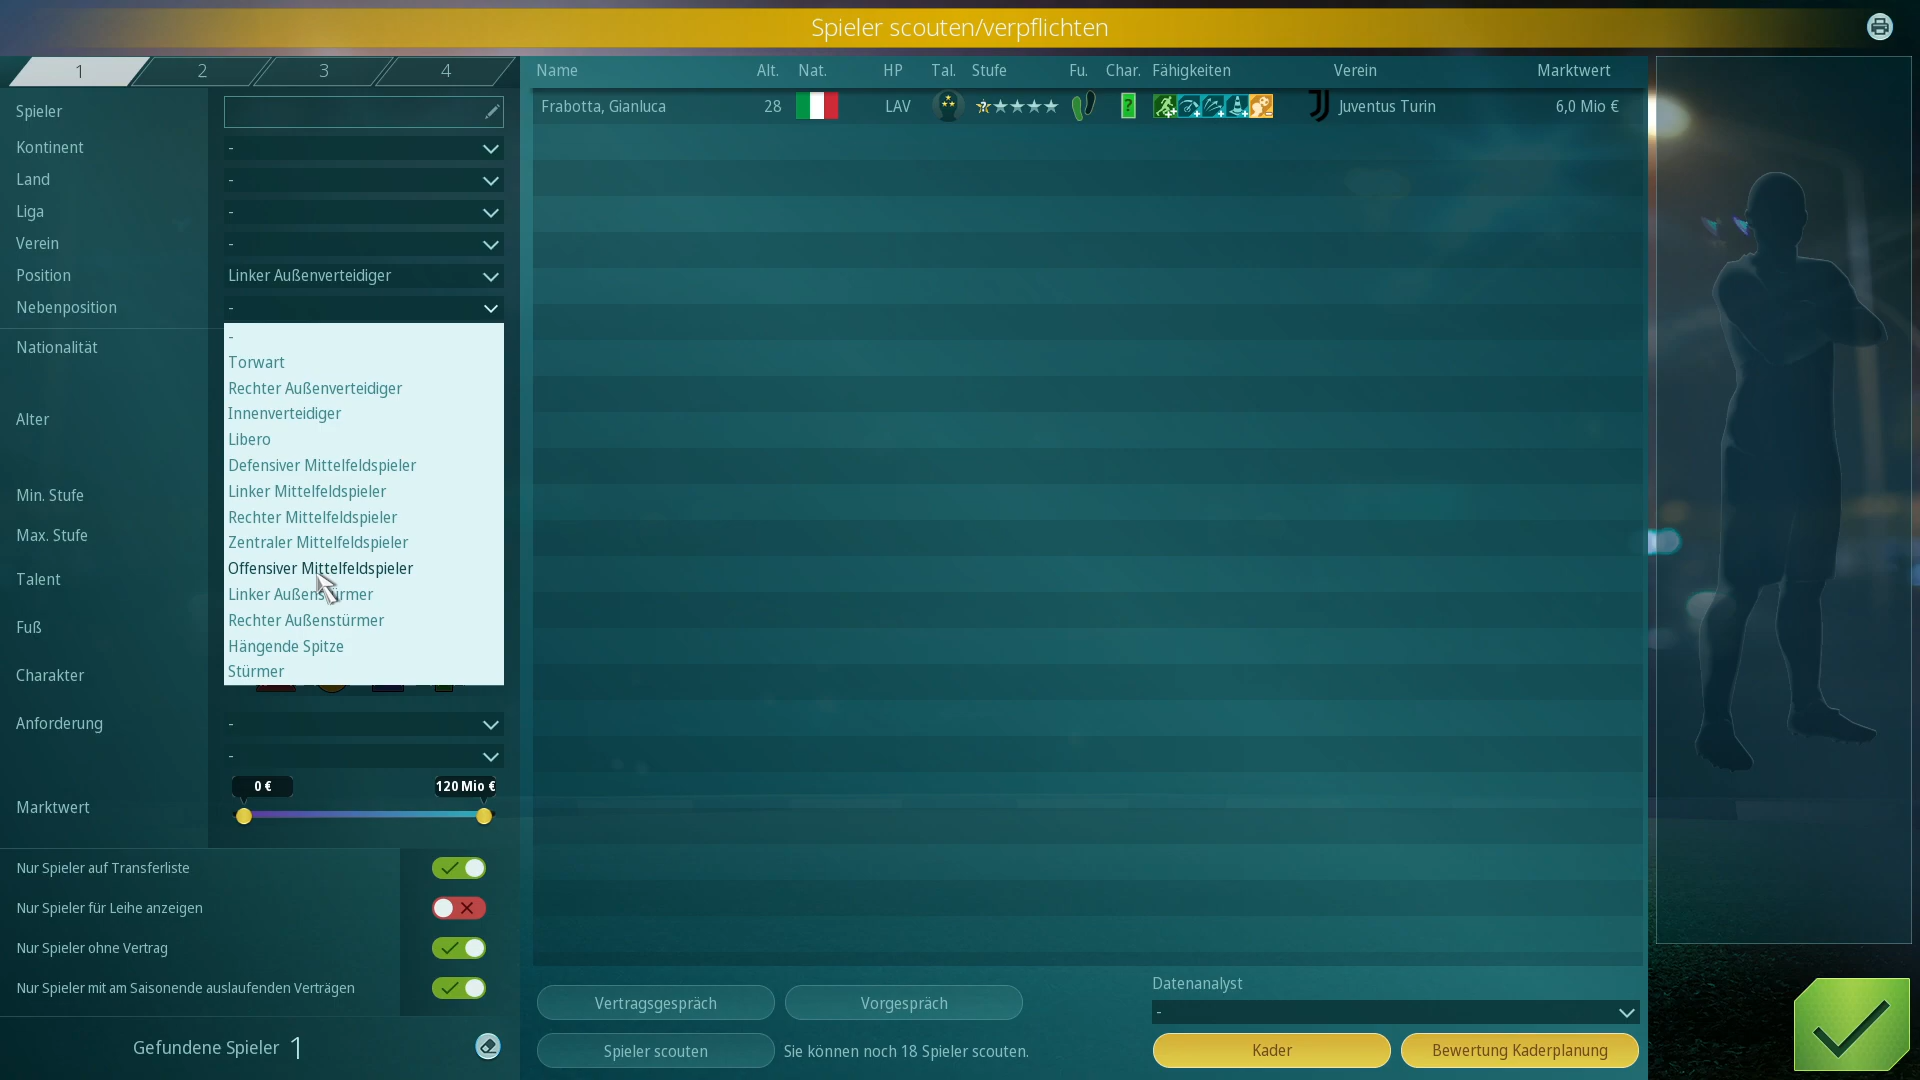 Spieler scouten/verpflichten
1 2 3 4
Name Alt. Nat. HP Tal. Stufe Fu. Char. Fähigkeiten Verein Marktwert
Frabotta, Gianluca 28 LAV ? ? Juventus Turin 6,0 Mio €
Spieler
Kontinent -
Land -
Liga -
Verein -
Position Linker Außenverteidiger
Nebenposition -
-
Nationalität
Torwart
Rechter Außenverteidiger
Innenverteidiger
Alter
Libero
Defensiver Mittelfeldspieler
Linker Mittelfeldspieler
Min. Stufe
Rechter Mittelfeldspieler
Max. Stufe
Zentraler Mittelfeldspieler
Offensiver Mittelfeldspieler
Talent
Linker Außenstürmer
Rechter Außenstürmer
Fuß
Hängende Spitze
Stürmer
Charakter
Anforderung -
-
0 € 120 Mio €
Marktwert
Nur Spieler auf Transferliste
Nur Spieler für Leihe anzeigen
Nur Spieler ohne Vertrag
Nur Spieler mit am Saisonende auslaufenden Verträgen
Gefundene Spieler 1
Vertragsgespräch Vorgespräch
Spieler scouten Sie können noch 18 Spieler scouten.
Datenanalyst
-
Kader Bewertung Kaderplanung